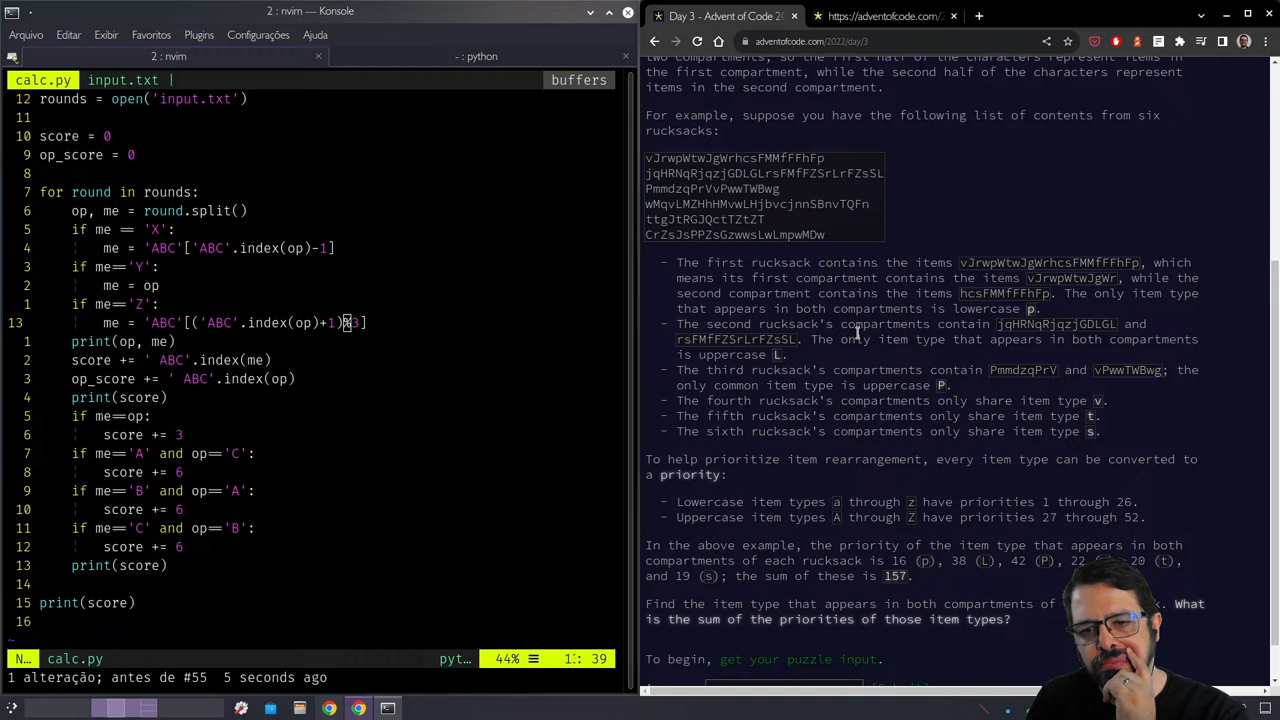 2 : nvim — Konsole
Arquivo Editar Exibir Favoritos Plugins Configurações Ajuda
2 : nvim
- : python
calc.py input.txt |
buffers
12 rounds = open('input.txt')
11
10 score = 0
9 op_score = 0
8
7 for round in rounds:
6 op, me = round.split()
5 if me == 'X':
4 me = 'ABC'['ABC'.index(op)-1]
3 if me=='Y':
2 me = op
1 if me=='Z':
13 me = 'ABC'[('ABC'.index(op)+1)%3]
1 print(op, me)
2 score += ' ABC'.index(me)
3 op_score += ' ABC'.index(op)
4 print(score)
5 if me==op:
6 score += 3
7 if me=='A' and op=='C':
8 score += 6
9 if me=='B' and op=='A':
10 score += 6
11 if me=='C' and op=='B':
12 score += 6
13 print(score)
14
15 print(score)
16
~
N… calc.py
pyt…
44%
39
1 alteração; antes de #55 5 seconds ago
Day 3 - Advent of Code 20
https://adventofcode.com/2
adventofcode.com/2022/day/3
two compartments, so the first half of the characters represent items in
the first compartment, while the second half of the characters represent
items in the second compartment.
For example, suppose you have the following list of contents from six
rucksacks:
vJrwpWtwJgWrhcsFMMfFFhFp
jqHRNqRjqzjGDLGLrsFMfFZSrLrFZsSL
PmmdzqPrVvPwwTWBwg
wMqvLMZHhHMvwLHjbvcjnnSBnvTQFn
ttgJtRGJQctTZtZT
CrZsJsPPZsGzwwsLwLmpwMDw
- The first rucksack contains the items vJrwpWtwJgWrhcsFMMfFFhFp, which
means its first compartment contains the items vJrwpWtwJgWr, while the
second compartment contains the items hcsFMMfFFhFp. The only item type
that appears in both compartments is lowercase p.
- The second rucksack's compartments contain jqHRNqRjqzjGDLGL and
rsFMfFZSrLrFZsSL. The only item type that appears in both compartments
is uppercase L.
- The third rucksack's compartments contain PmmdzqPrV and vPwwTWBwg; the
only common item type is uppercase P.
- The fourth rucksack's compartments only share item type v.
- The fifth rucksack's compartments only share item type t.
- The sixth rucksack's compartments only share item type s.
To help prioritize item rearrangement, every item type can be converted to
a priority:
- Lowercase item types a through z have priorities 1 through 26.
- Uppercase item types A through Z have priorities 27 through 52.
In the above example, the priority of the item type that appears in both
compartments of each rucksack is 16 (p), 38 (L), 42 (P), 22 20 (t),
and 19 (s); the sum of these is 157.
Find the item type that appears in both compartments of What
is the sum of the priorities of those item types?
To begin, get your puzzle input.